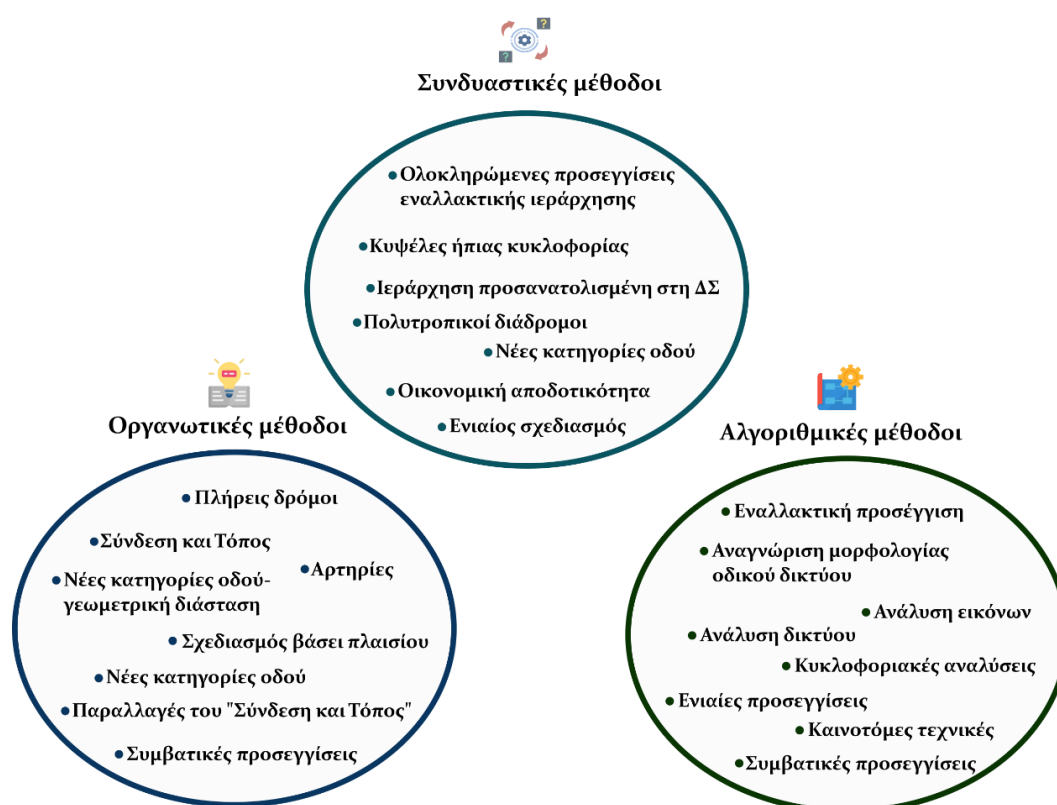 Συνδυαστικές μέθοδοι
●Ολοκληρώμενες προσεγγίσεις
εναλλακτικής ιεράρχησης
●Κυψέλες ήπιας κυκλοφορίας
●Ιεράρχηση προσανατολισμένη στη ΔΣ
●Πολυτροπικοί διάδρομοι
●Νέες κατηγορίες οδού
●Οικονομική αποδοτικότητα
●Ενιαίος σχεδιασμός
Οργανωτικές μέθοδοι
●Πλήρεις δρόμοι
●Σύνδεση και Τόπος
●Αρτηρίες
●Νέες κατηγορίες οδού-
γεωμετρική διάσταση
●Σχεδιασμός βάσει πλαισίου
●Νέες κατηγορίες οδού
●Παραλλαγές του "Σύνδεση και Τόπος"
●Συμβατικές προσεγγίσεις
Αλγοριθμικές μέθοδοι
●Εναλλακτική προσέγγιση
●Αναγνώριση μορφολογίας
οδικού δικτύου
●Ανάλυση εικόνων
●Ανάλυση δικτύου
●Κυκλοφοριακές αναλύσεις
●Ενιαίες προσεγγίσεις
●Καινοτόμες τεχνικές
●Συμβατικές προσεγγίσεις